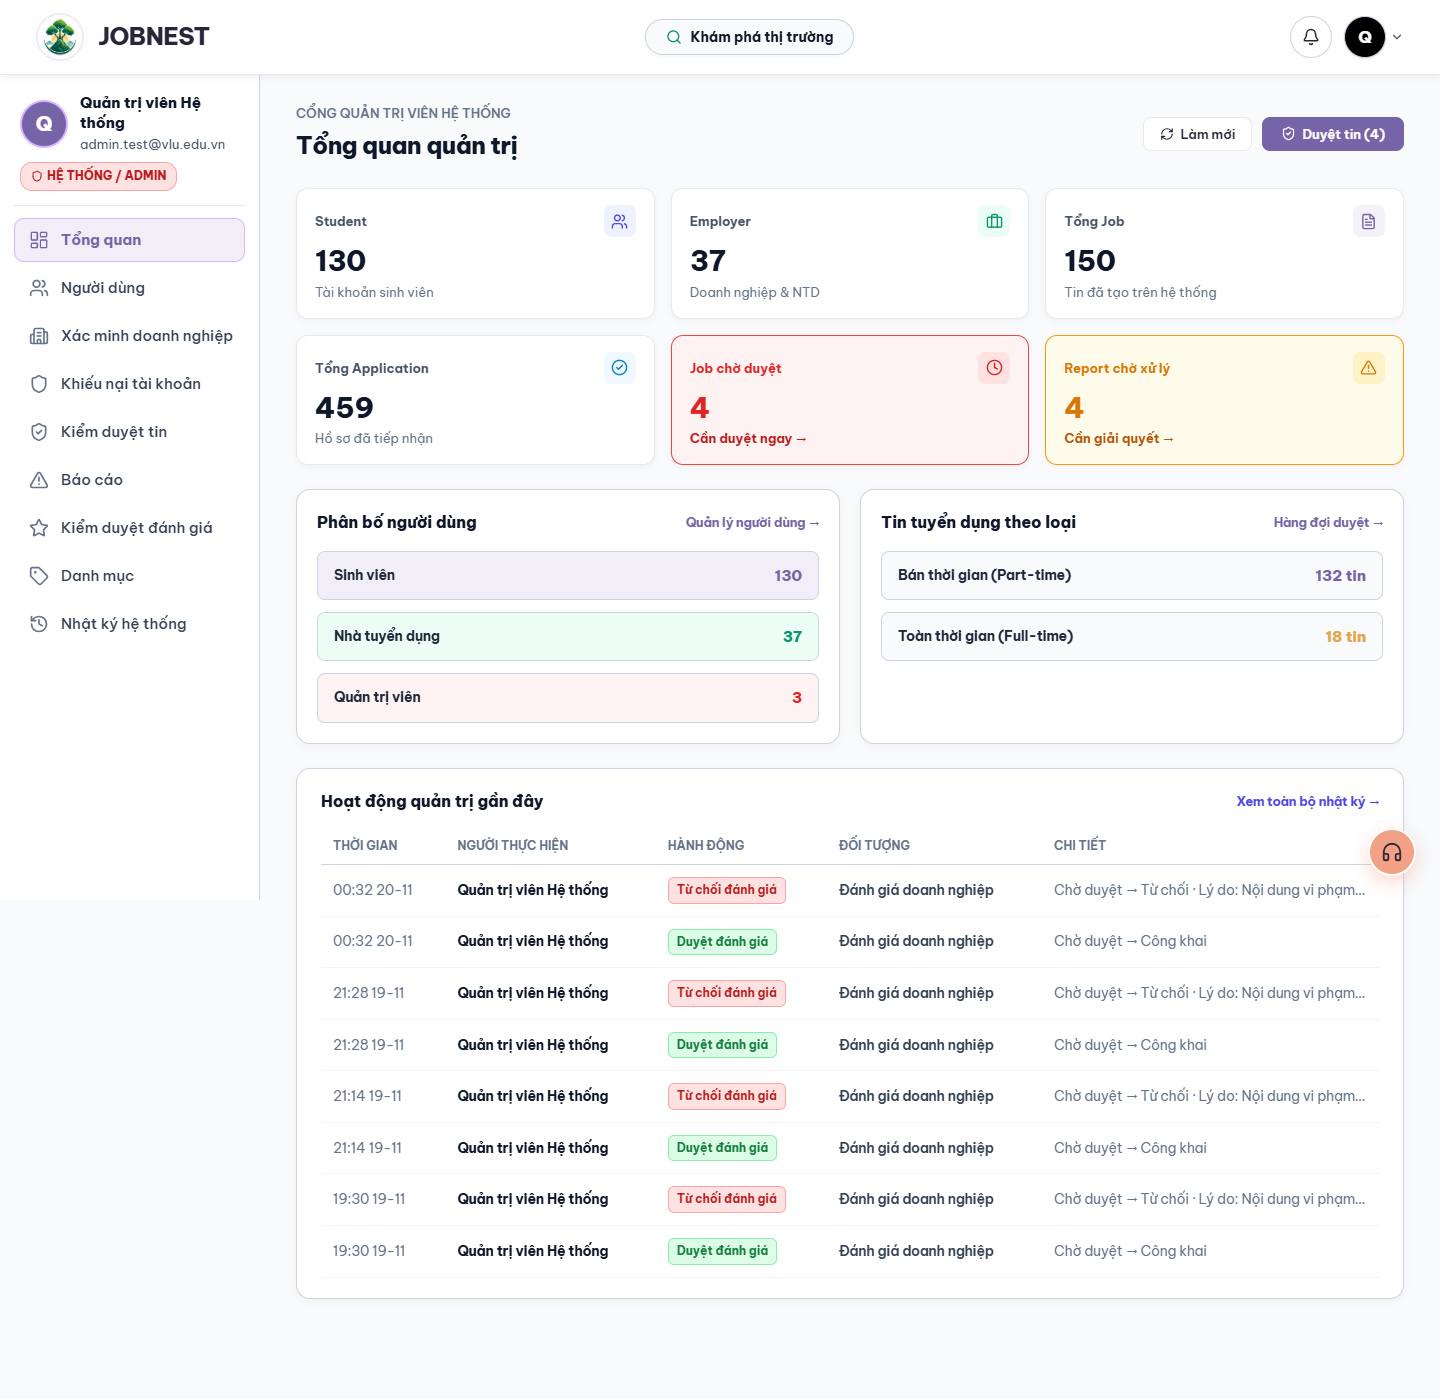 JOBNEST
Khám phá thị trường
Q
Q
Quản trị viên Hệ
thống
admin.test@vlu.edu.vn
HỆ THỐNG / ADMIN
Tổng quan
Người dùng
Xác minh doanh nghiệp
Khiếu nại tài khoản
Kiểm duyệt tin
Báo cáo
Kiểm duyệt đánh giá
Danh mục
Nhật ký hệ thống
CỔNG QUẢN TRỊ VIÊN HỆ THỐNG
Tổng quan quản trị
Làm mới
Duyệt tin (4)
Student
130
Tài khoản sinh viên
Employer
37
Doanh nghiệp & NTD
Tổng Job
150
Tin đã tạo trên hệ thống
Tổng Application
459
Hồ sơ đã tiếp nhận
Job chờ duyệt
4
Cần duyệt ngay →
Report chờ xử lý
4
Cần giải quyết →
Phân bố người dùng
Quản lý người dùng →
Sinh viên 130
Nhà tuyển dụng 37
Quản trị viên 3
Tin tuyển dụng theo loại
Hàng đợi duyệt →
Bán thời gian (Part-time) 132 tin
Toàn thời gian (Full-time) 18 tin
Hoạt động quản trị gần đây
Xem toàn bộ nhật ký →
THỜI GIAN NGƯỜI THỰC HIỆN HÀNH ĐỘNG ĐỐI TƯỢNG CHI TIẾT
00:32 20-11 Quản trị viên Hệ thống Từ chối đánh giá Đánh giá doanh nghiệp Chờ duyệt → Từ chối · Lý do: Nội dung vi phạm...
00:32 20-11 Quản trị viên Hệ thống Duyệt đánh giá Đánh giá doanh nghiệp Chờ duyệt → Công khai
21:28 19-11 Quản trị viên Hệ thống Từ chối đánh giá Đánh giá doanh nghiệp Chờ duyệt → Từ chối · Lý do: Nội dung vi phạm...
21:28 19-11 Quản trị viên Hệ thống Duyệt đánh giá Đánh giá doanh nghiệp Chờ duyệt → Công khai
21:14 19-11 Quản trị viên Hệ thống Từ chối đánh giá Đánh giá doanh nghiệp Chờ duyệt → Từ chối · Lý do: Nội dung vi phạm...
21:14 19-11 Quản trị viên Hệ thống Duyệt đánh giá Đánh giá doanh nghiệp Chờ duyệt → Công khai
19:30 19-11 Quản trị viên Hệ thống Từ chối đánh giá Đánh giá doanh nghiệp Chờ duyệt → Từ chối · Lý do: Nội dung vi phạm...
19:30 19-11 Quản trị viên Hệ thống Duyệt đánh giá Đánh giá doanh nghiệp Chờ duyệt → Công khai